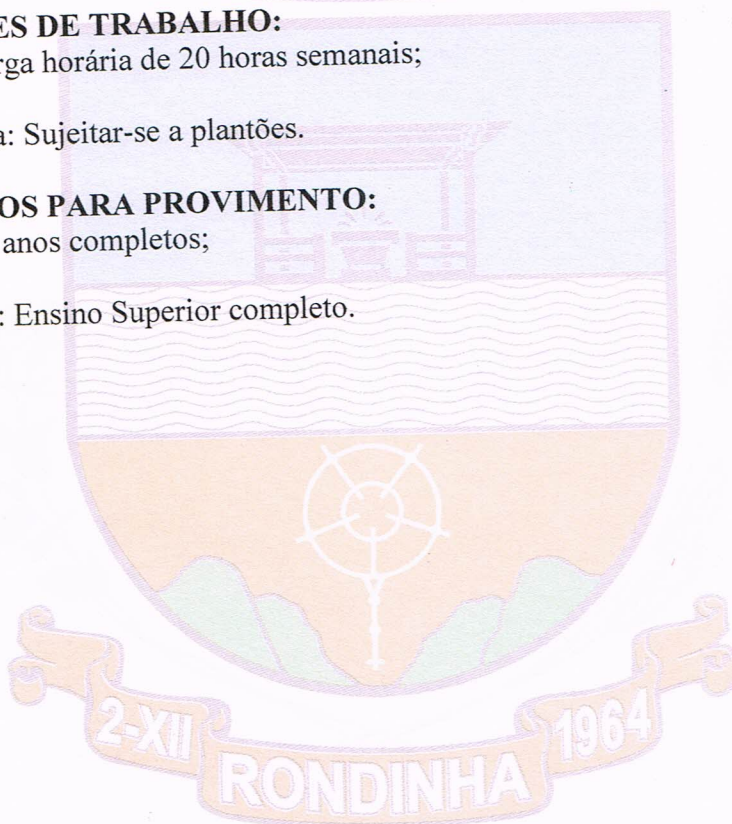 ES DE TRABALHO:
rga horária de 20 horas semanais;
a: Sujeitar-se a plantões.
OS PARA PROVIMENTO:
anos completos;
: Ensino Superior completo.
2-XII
RONDINHA
1964